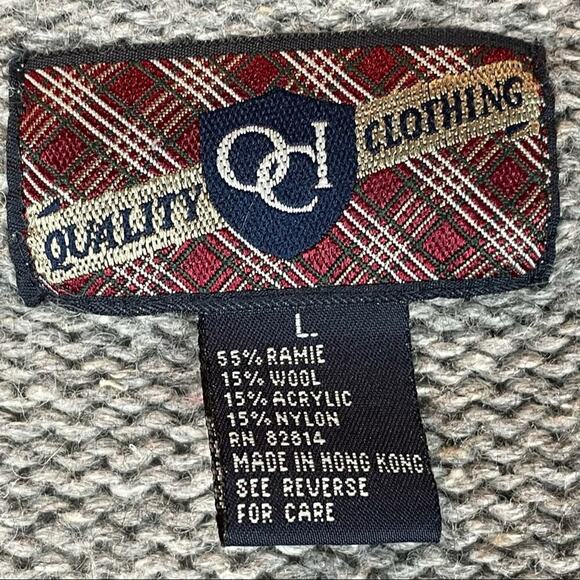 QUALITY
OCI
CLOTHING
L.
55% RAMIE
15% WOOL
15% ACRYLIC
15% NYLON
RN 82814
MADE IN HONG KONG
SEE REVERSE
FOR CARE